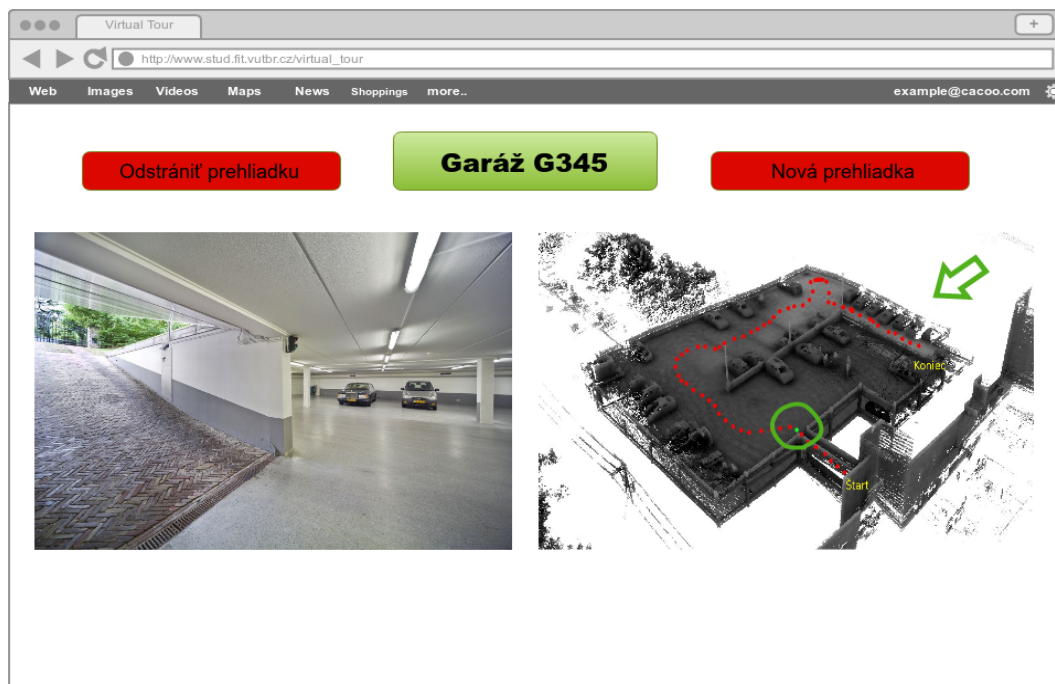 Virtual Tour
+
http://www.stud.fit.vutbr.cz/virtual_tour
Web Images Videos Maps News Shoppings more.. example@cacoo.com
Odstrániť prehliadku
Garáž G345
Nová prehliadka
Koniec
Štart